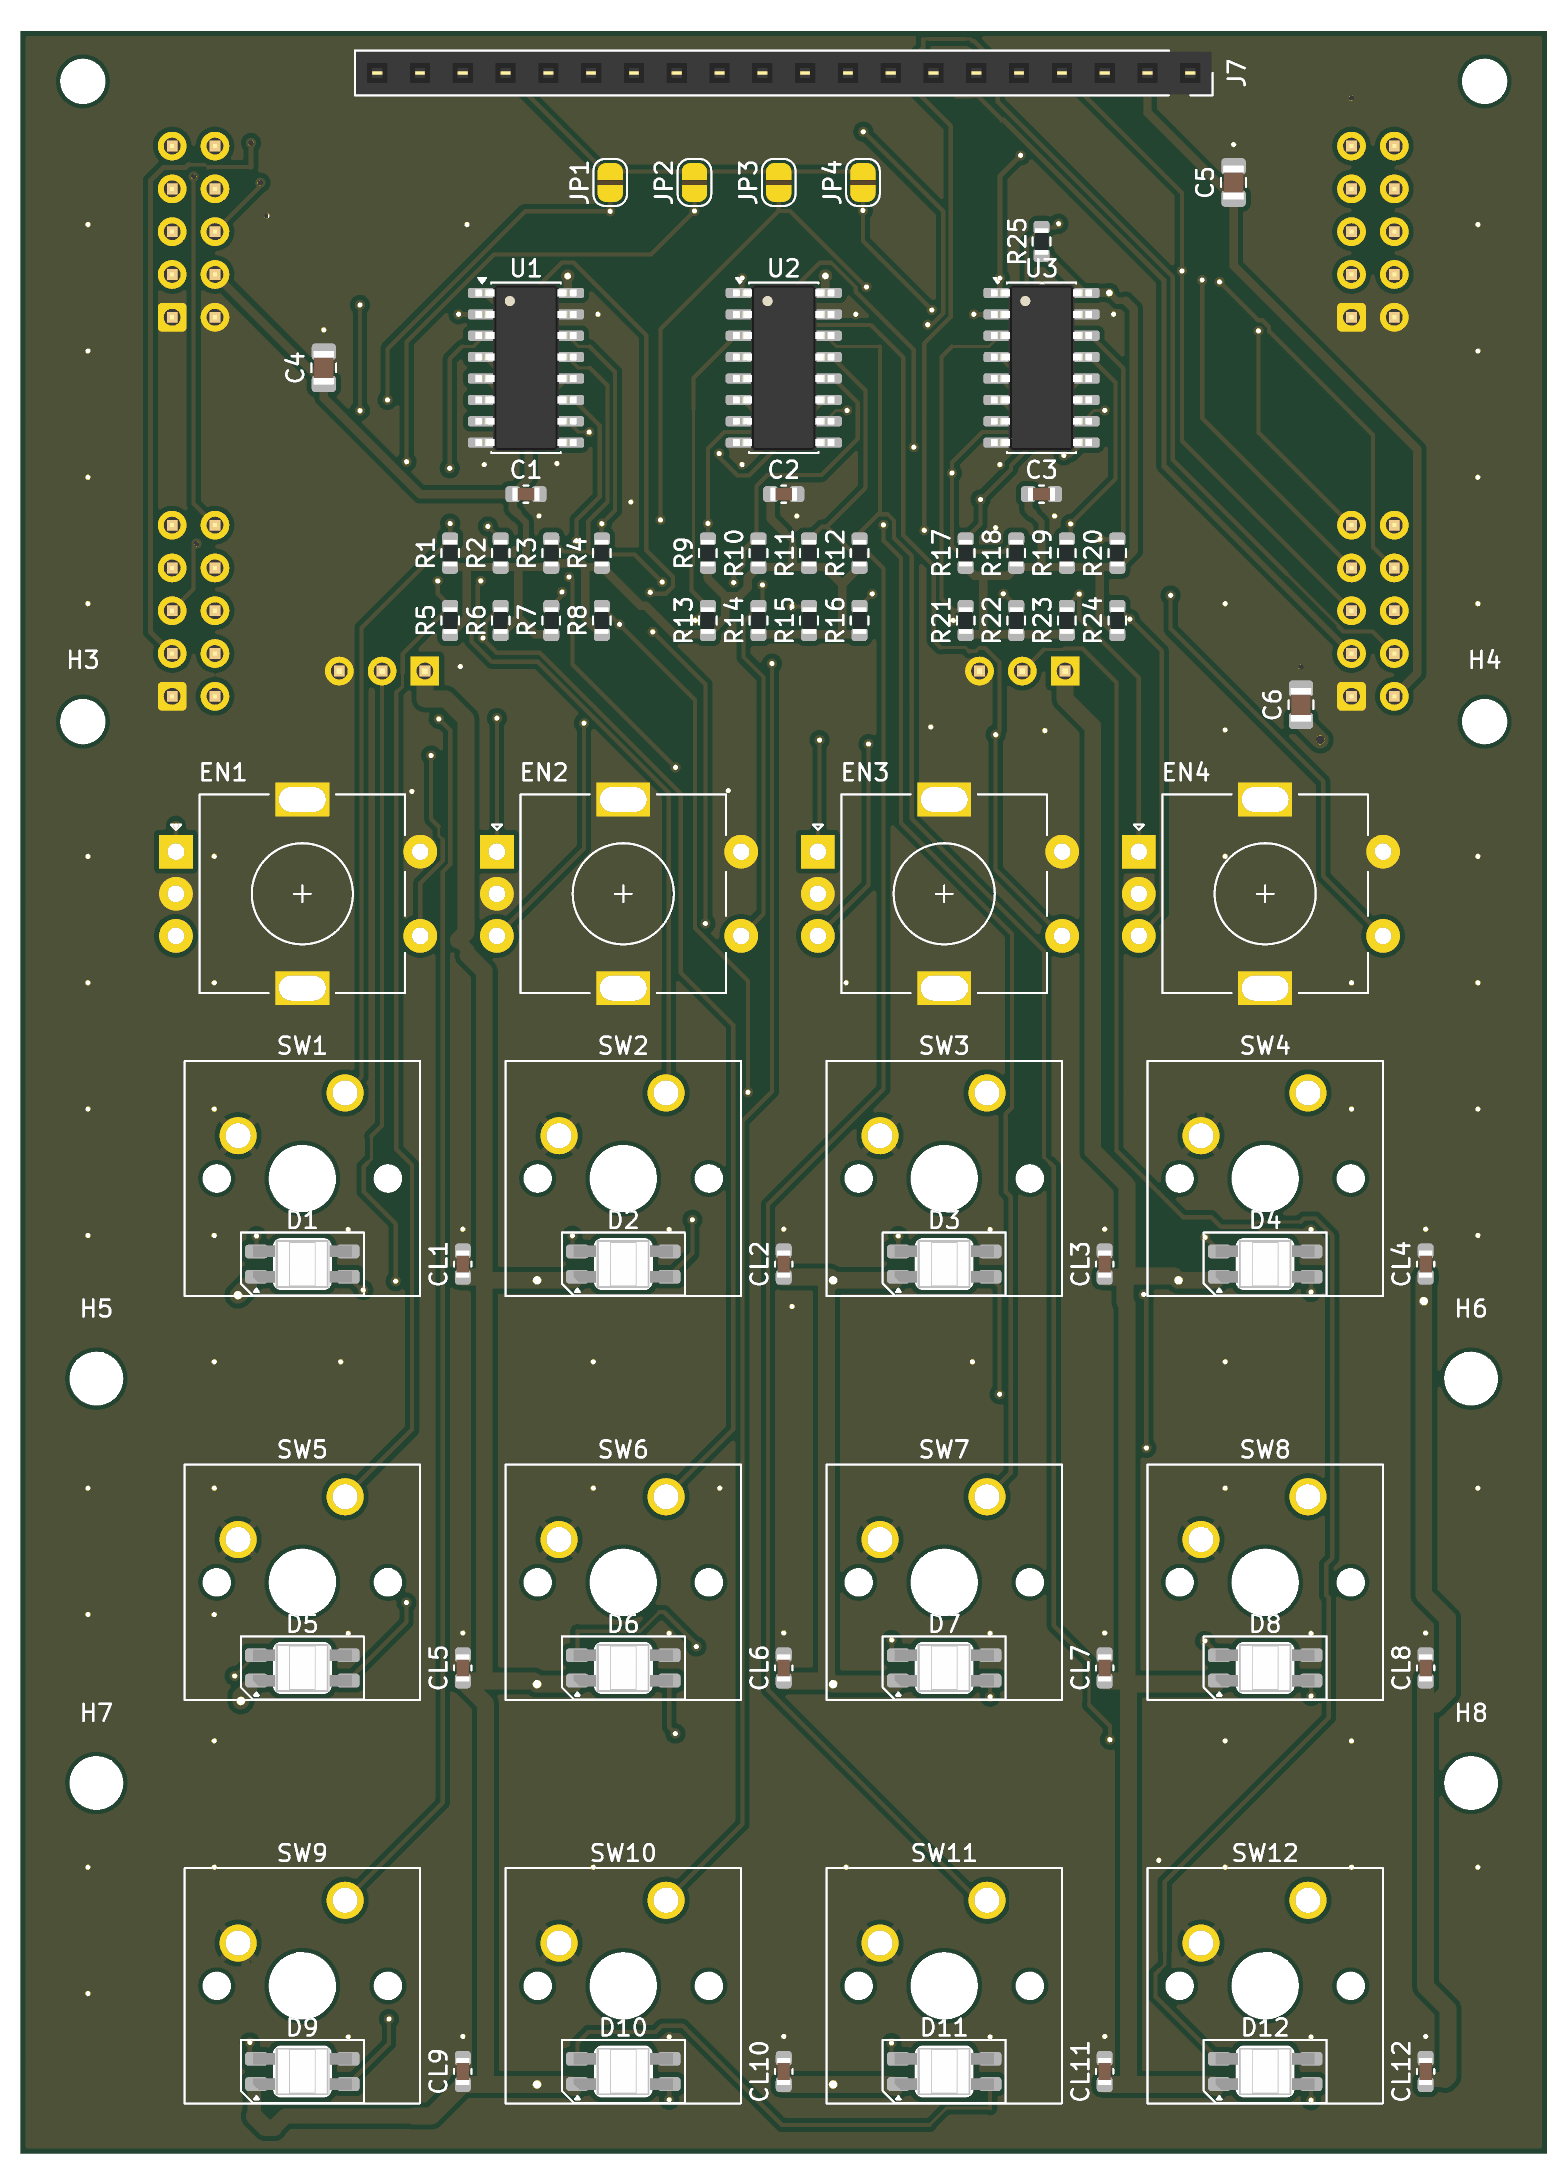 J7
JP1 JP2 JP3 JP4 C5
R25
U1 U2 U3
C4
C1 C2 C3
R1 R2 R3 R4 R9 R10 R11 R12 R17 R18 R19 R20
R5 R6 R7 R8 R13 R14 R15 R16 R21 R22 R23 R24
H3 H4
C6
EN1 EN2 EN3 EN4
SW1 SW2 SW3 SW4
D1 D2 D3 D4
CL1 CL2 CL3 CL4
H5 H6
SW5 SW6 SW7 SW8
D5 D6 D7 D8
CL5 CL6 CL7 CL8
H7 H8
SW9 SW10 SW11 SW12
D9 D10 D11 D12
CL9 CL10 CL11 CL12